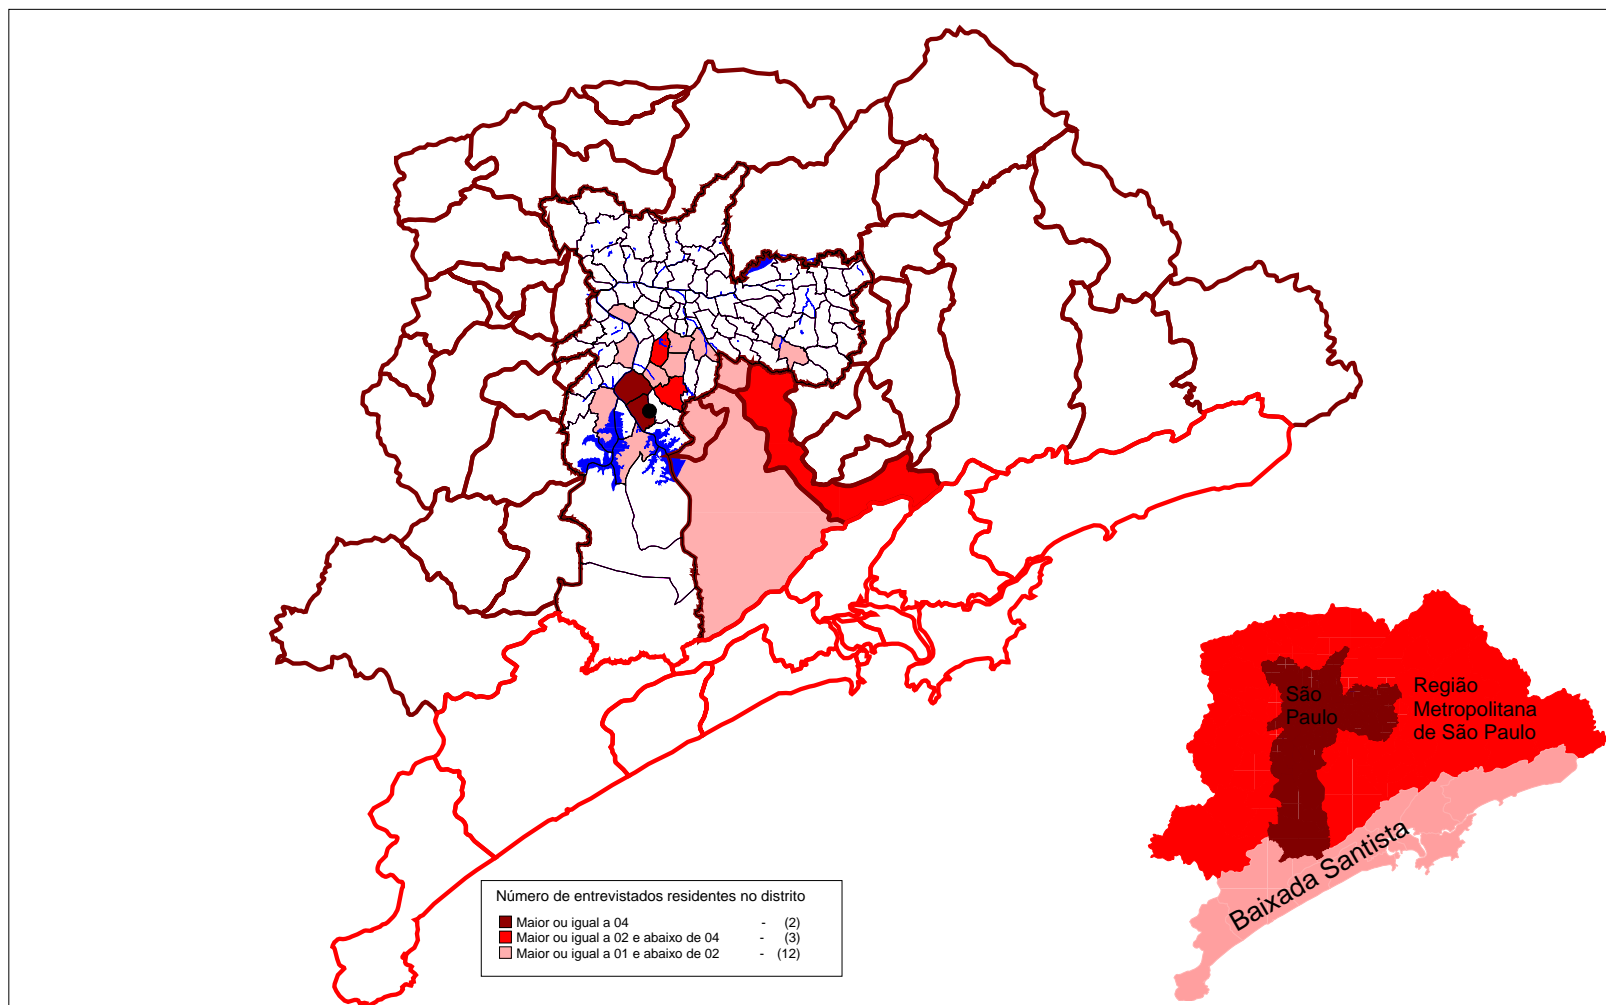 São
Paulo
Região
Metropolitana
de São Paulo
Baixada Santista
Número de entrevistados residentes no distrito
Maior ou igual a 04 - (2)
Maior ou igual a 02 e abaixo de 04 - (3)
Maior ou igual a 01 e abaixo de 02 - (12)